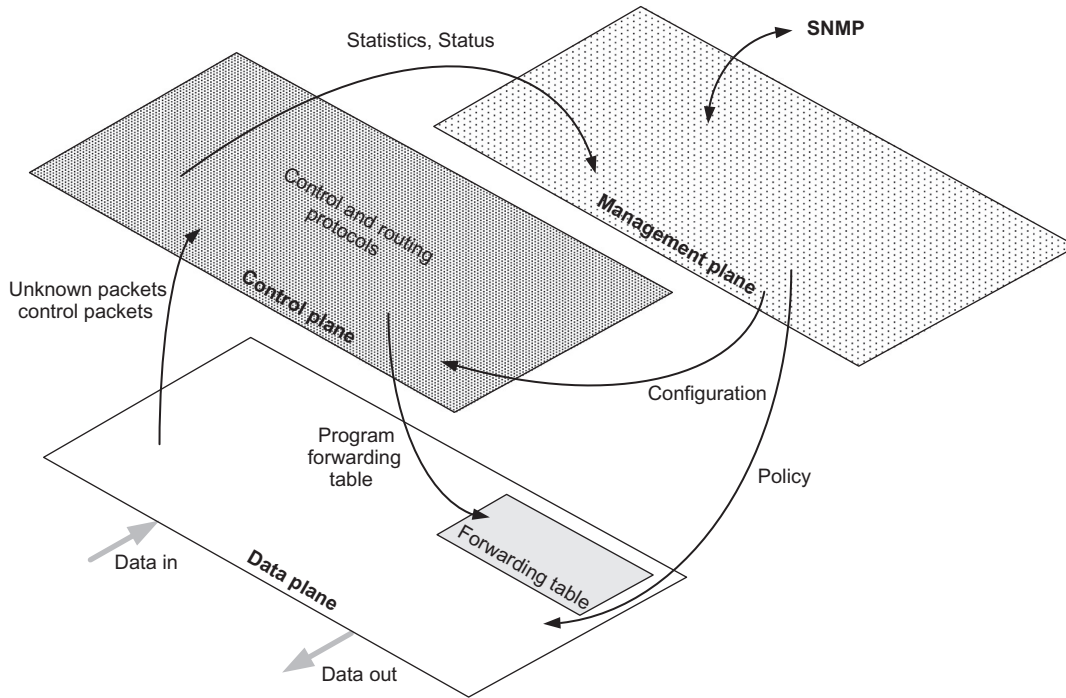 Statistics, Status
SNMP
Control and routing
protocols
Control plane
Management plane
Unknown packets
control packets
Configuration
Program
forwarding
table
Policy
Forwarding table
Data in
Data plane
Data out